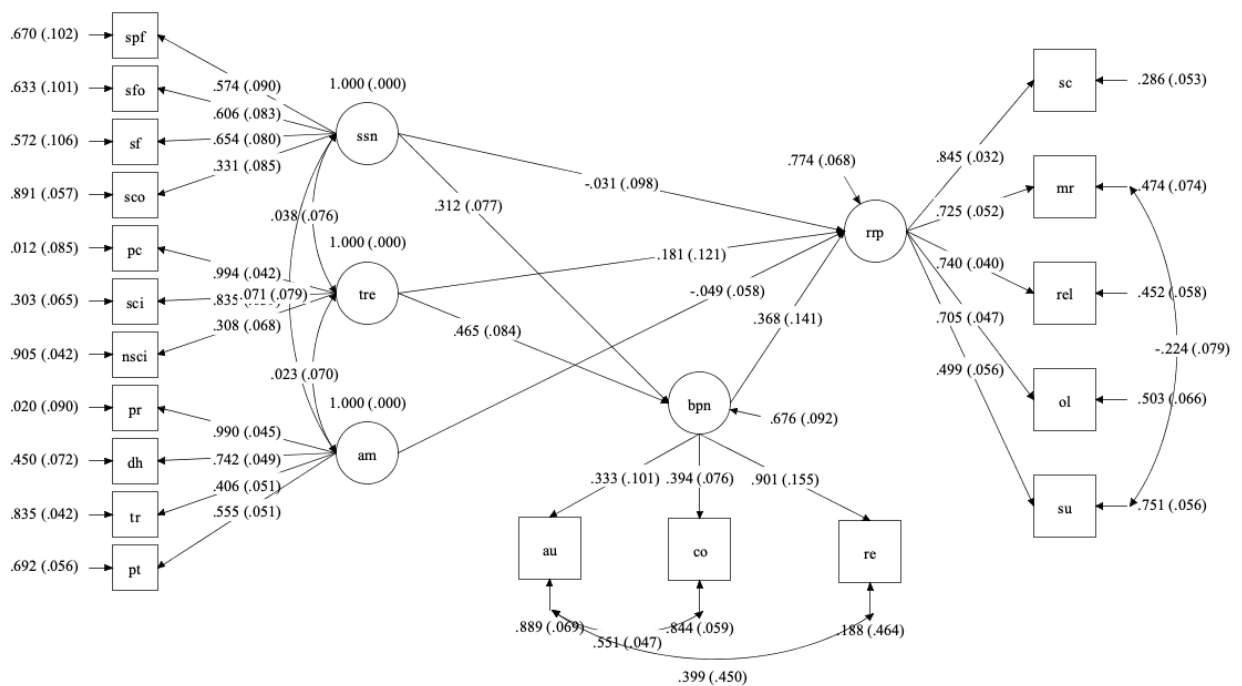 .670 (.102)
spf
.633 (.101)
sfo
.572 (.106)
sf
.891 (.057)
sco
.012 (.085)
pc
.303 (.065)
sci
.905 (.042)
nsci
.020 (.090)
pr
.450 (.072)
dh
.835 (.042)
tr
.692 (.056)
pt
.574 (.090)
.606 (.083)
.654 (.080)
.331 (.085)
1.000 (.000)
ssn
.038 (.076)
1.000 (.000)
.994 (.042)
.071 (.079)
.308 (.068)
tre
.023 (.070)
1.000 (.000)
.990 (.045)
.742 (.049)
.406 (.051)
.555 (.051)
am
-.031 (.098)
.312 (.077)
.181 (.121)
-.049 (.058)
.465 (.084)
.368 (.141)
.774 (.068)
rrp
bpn
.676 (.092)
.333 (.101)
.394 (.076)
.901 (.155)
au
co
re
.889 (.069)
.844 (.059)
.188 (.464)
.551 (.047)
.399 (.450)
.845 (.032)
.725 (.052)
.740 (.040)
.705 (.047)
.499 (.056)
sc
.286 (.053)
mr
.474 (.074)
rel
.452 (.058)
-.224 (.079)
ol
.503 (.066)
su
.751 (.056)